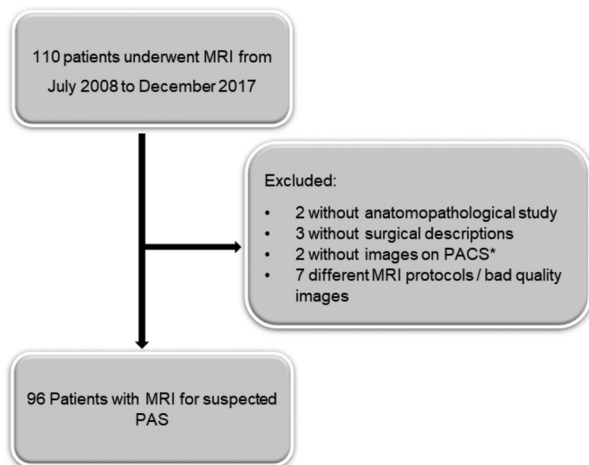 110 patients underwent MRI from
July 2008 to December 2017
Excluded:
• 2 without anatomopathological study
• 3 without surgical descriptions
• 2 without images on PACS*
• 7 different MRI protocols / bad quality
images
96 Patients with MRI for suspected
PAS